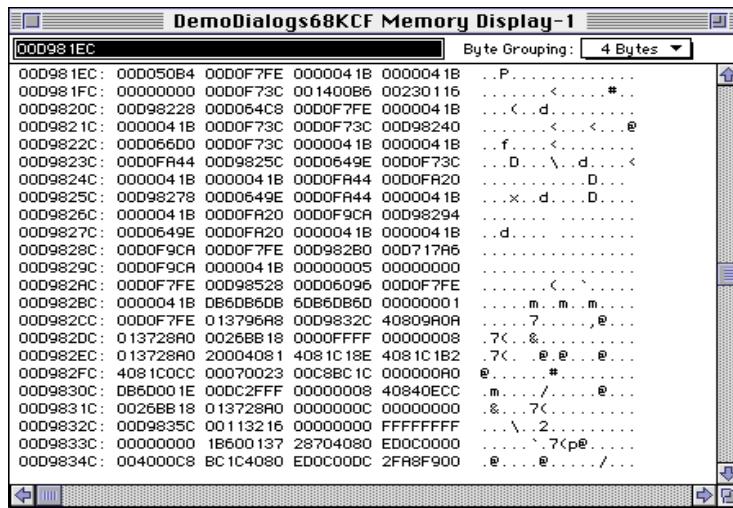 DemoDialogs68KCF Memory Display-1
00D981EC Byte Grouping: 4 Bytes
00D981EC: 00D050B4 00D0F7FE 0000041B 0000041B ..P.............
00D981FC: 00000000 00D0F73C 001400B6 00230116 .......<.....#..
00D9820C: 00D98228 00D064C8 00D0F7FE 0000041B ...(..d.........
00D9821C: 0000041B 00D0F73C 00D0F73C 00D98240 .......<...<...@
00D9822C: 00D066D0 00D0F73C 0000041B 0000041B ..f....<........
00D9823C: 00D0FA44 00D9825C 00D0649E 00D0F73C ...D...\..d....<
00D9824C: 0000041B 0000041B 00D0FA44 00D0FA20 ...........D...
00D9825C: 00D98278 00D0649E 00D0FA44 0000041B ...x..d....D....
00D9826C: 0000041B 00D0FA20 00D0F9CA 00D98294 ....... ........
00D9827C: 00D0649E 00D0FA20 0000041B 0000041B ..d.... ........
00D9828C: 00D0F9CA 00D0F7FE 00D982B0 00D717A6 ................
00D9829C: 00D0F9CA 0000041B 00000005 00000000 ................
00D982AC: 00D0F7FE 00D98528 00D06096 00D0F7FE .......(..`.....
00D982BC: 0000041B DB6DB6DB 6DB6DB6D 00000001 .....m..m..m....
00D982CC: 00D0F7FE 013796A8 00D9832C 40809A0A .....7.....,@...
00D982DC: 013728A0 0026BB18 0000FFFF 00000008 .7(..&..........
00D982EC: 013728A0 20004081 4081C18E 4081C1B2 .7(. .@.@...@...
00D982FC: 4081C0CC 00070023 00C8BC1C 000000A0 @......#........
00D9830C: DB6D001E 00DC2FFF 00000008 40840ECC .m..../.....@...
00D9831C: 0026BB18 013728A0 0000000C 00000000 .&...7(.........
00D9832C: 00D9835C 00113216 00000000 FFFFFFFF ...\..2.........
00D9833C: 00000000 1B600137 28704080 ED0C0000 .....`.7(p@.....
00D9834C: 004000C8 BC1C4080 ED0C00DC 2FA8F900 .@....@...../...